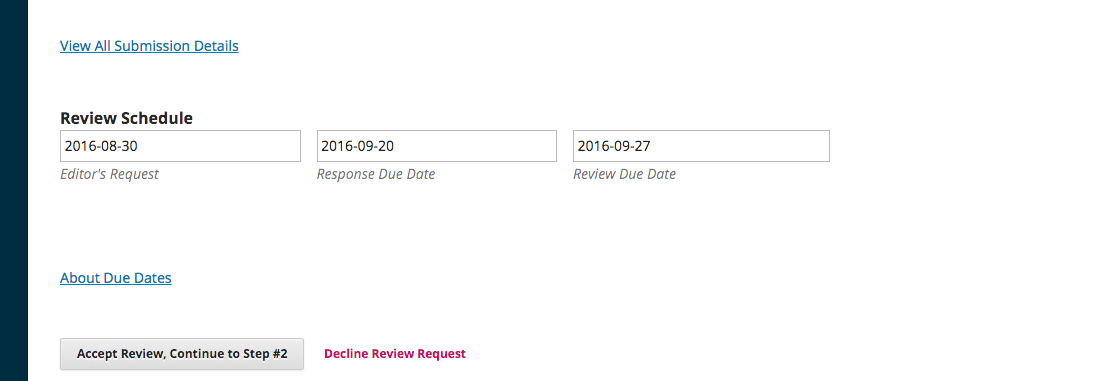 View All Submission Details
Review Schedule
2016-08-30 2016-09-20 2016-09-27
Editor's Request Response Due Date Review Due Date
About Due Dates
Accept Review, Continue to Step #2 Decline Review Request